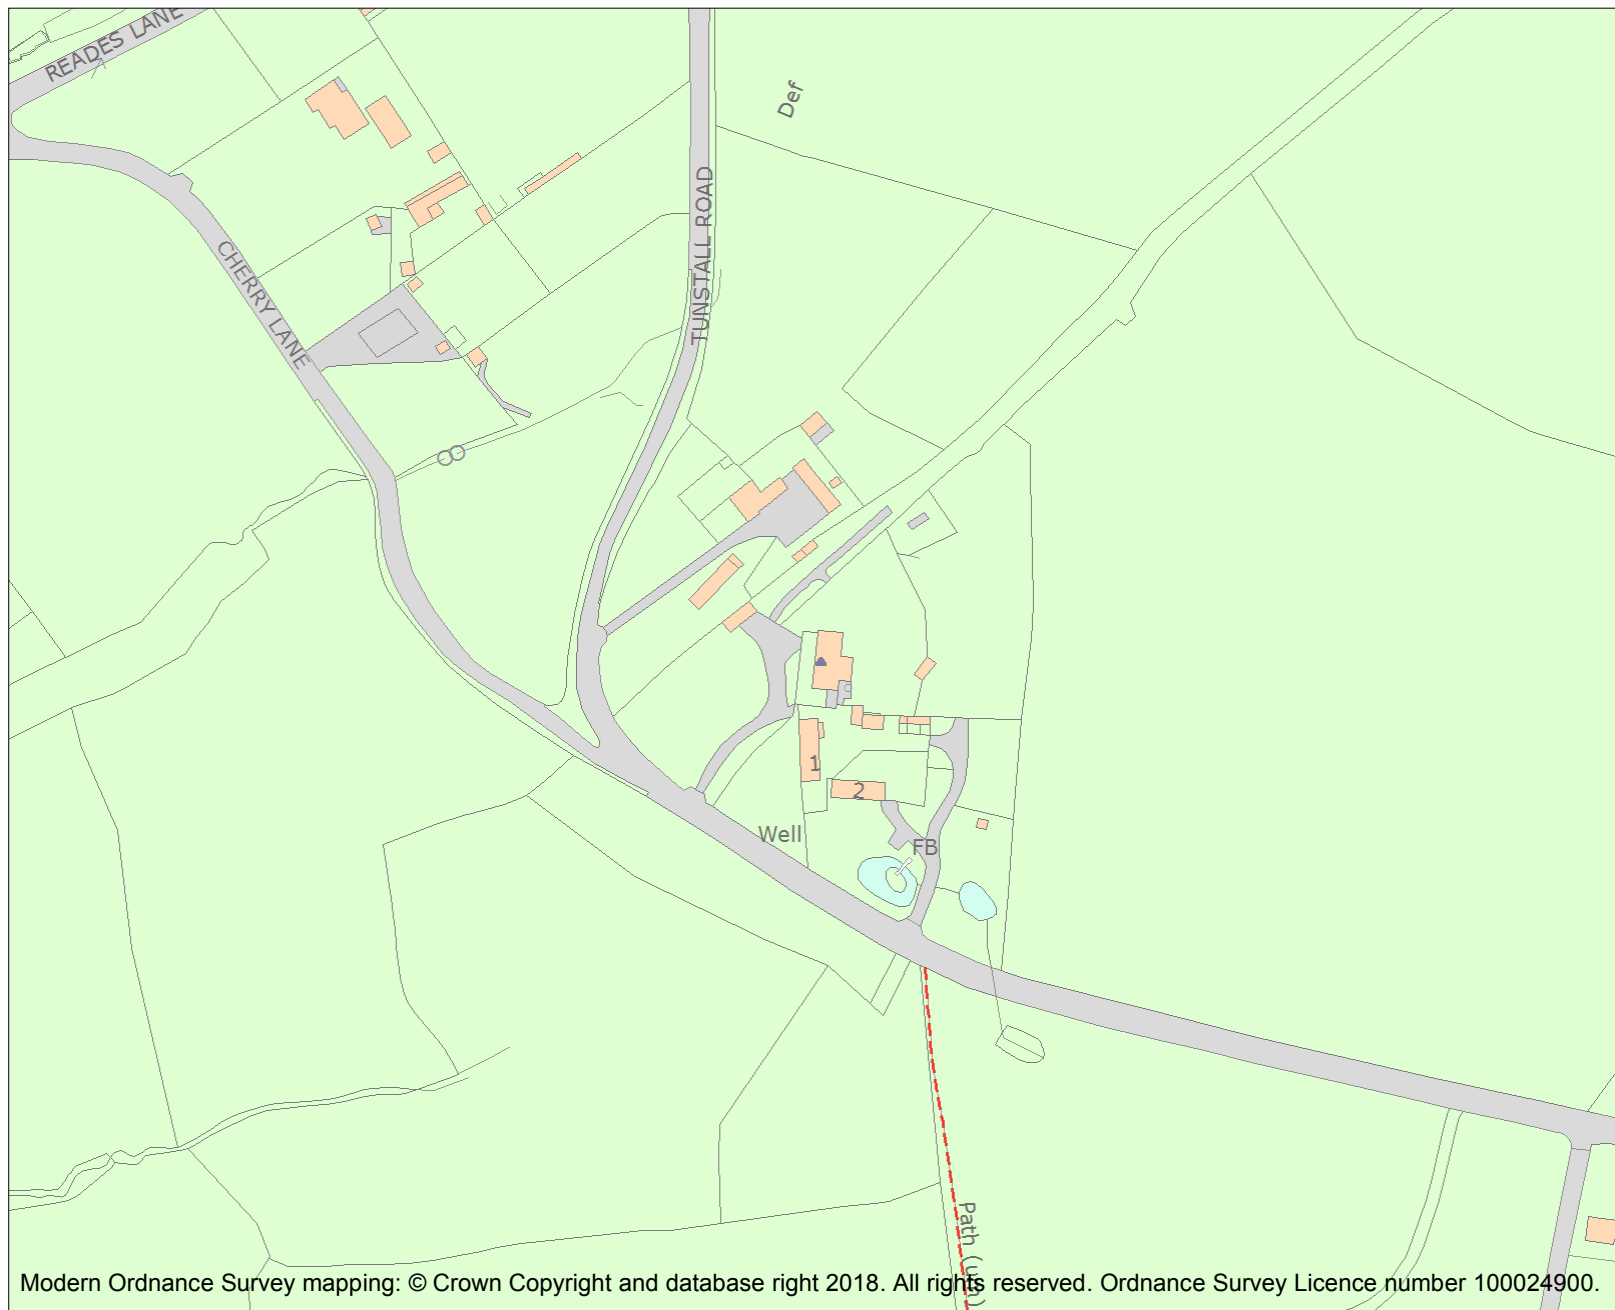 READES LANE
Def
TUNSTALL ROAD
CHERRY LANE
1
2
Well
FB
Path (um)
Modern Ordnance Survey mapping: © Crown Copyright and database right 2018. All rights reserved. Ordnance Survey Licence number 100024900.